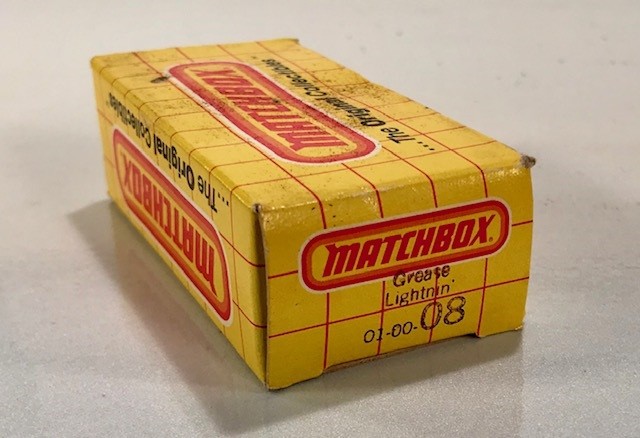 MATCHBOX
...The Original Collectibles"
...The Original Collectibles"
MATCHBOX
MATCHBOX
Grease
Lightnin'
01-00-08